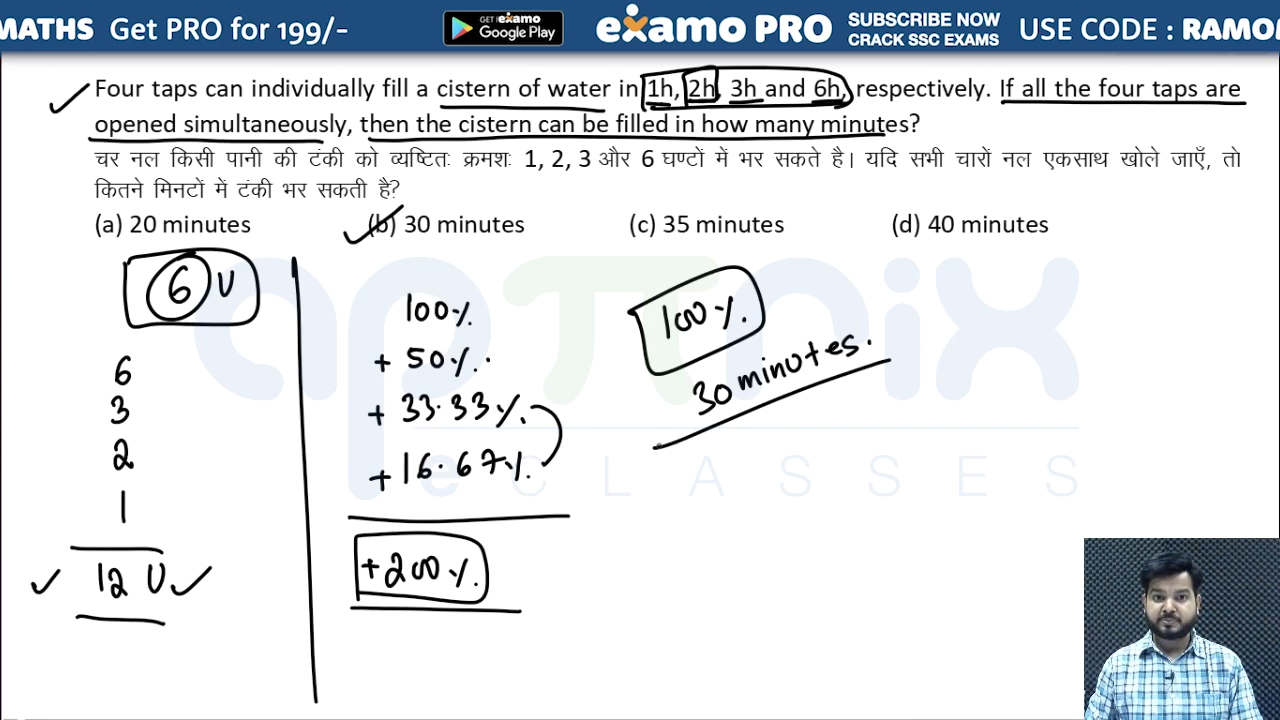 MATHS Get PRO for 199/- GET IT ON examo Google Play examo PRO SUBSCRIBE NOW CRACK SSC EXAMS USE CODE : RAMO
Four taps can individually fill a cistern of water in 1h, 2h, 3h and 6h, respectively. If all the four taps are
opened simultaneously, then the cistern can be filled in how many minutes?
चर नल किसी पानी की टंकी को व्यष्टितः क्रमशः 1, 2, 3 और 6 घण्टों में भर सकते है। यदि सभी चारों नल एकसाथ खोले जाएँ, तो
कितने मिनटों में टंकी भर सकती है?
(a) 20 minutes (b) 30 minutes (c) 35 minutes (d) 40 minutes
6 U
6
3
2
1
12 U
100%
+ 50%.
+ 33.33%.
+ 16.67%.
+200%.
100%.
30 minutes.
aptinix
e CLASSES